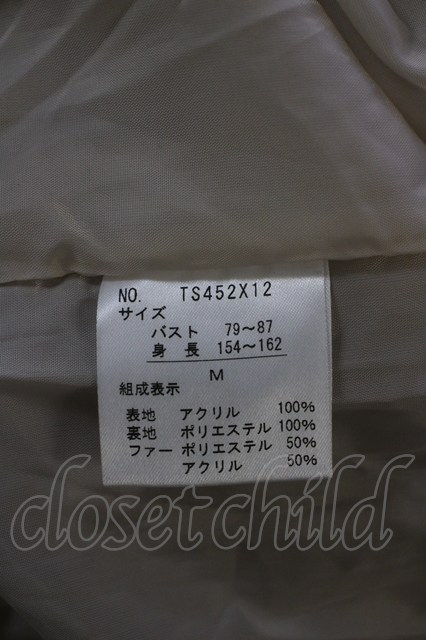 NO. TS452X12
サイズ
バスト 79〜87
身長 154〜162
M
組成表示
表地 アクリル 100%
裏地 ポリエステル 100%
ファー ポリエステル 50%
アクリル 50%
closetchild